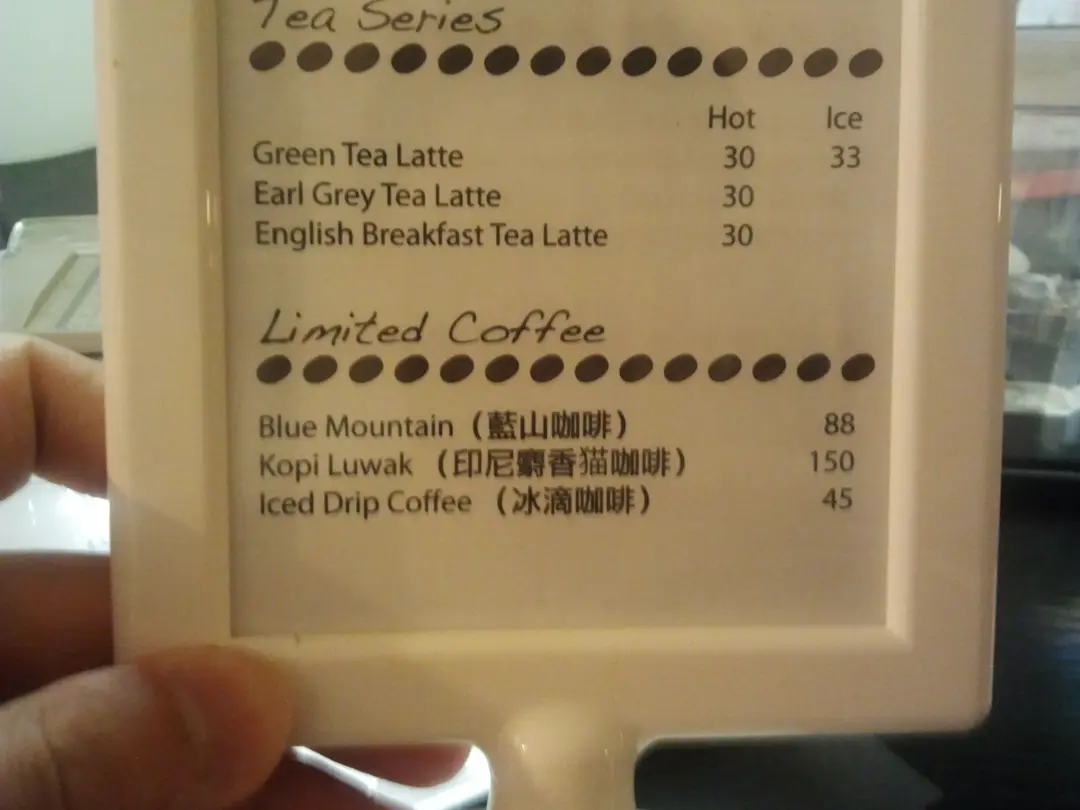 Tea Series
Hot Ice
Green Tea Latte 30 33
Earl Grey Tea Latte 30
English Breakfast Tea Latte 30
Limited Coffee
Blue Mountain（藍山咖啡） 88
Kopi Luwak （印尼麝香猫咖啡） 150
Iced Drip Coffee （冰滴咖啡） 45